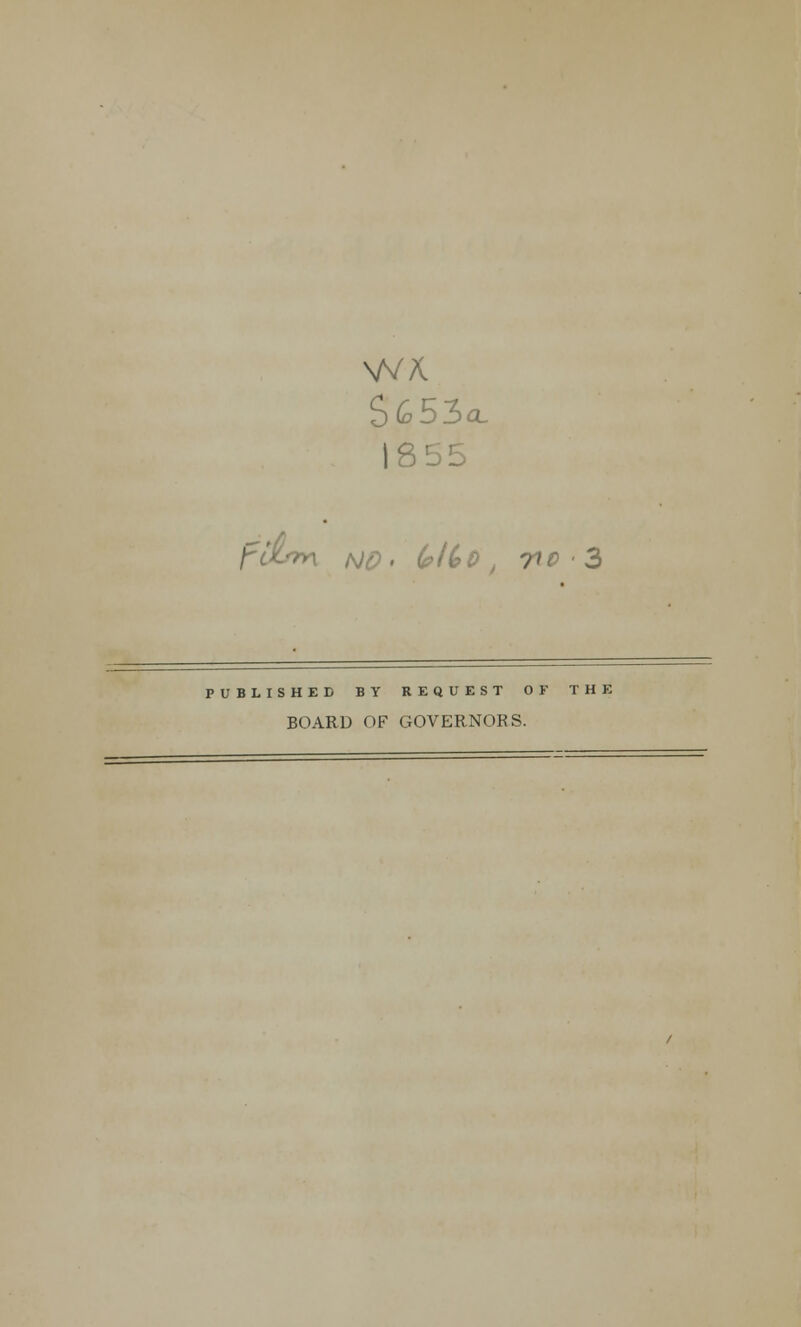 WX
S653a
1855
Film no. 6160, no. 3
PUBLISHED BY REQUEST OF THE
BOARD OF GOVERNORS.